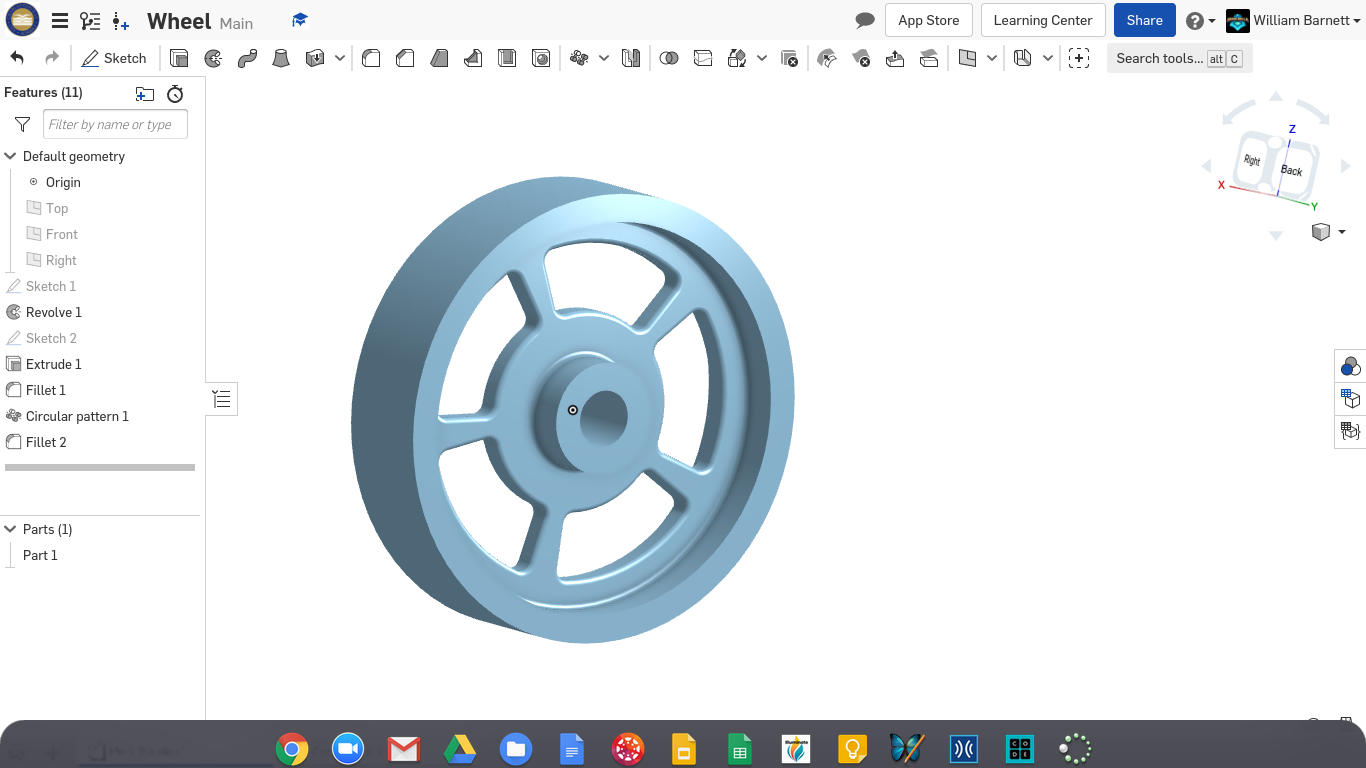 Wheel Main
App Store
Learning Center
Share
William Barnett
Sketch
Search tools... alt C
Features (11)
Filter by name or type
Default geometry
Origin
Top
Front
Right
Sketch 1
Revolve 1
Sketch 2
Extrude 1
Fillet 1
Circular pattern 1
Fillet 2
Parts (1)
Part 1
Z
Right
Back
X
Y
CODE